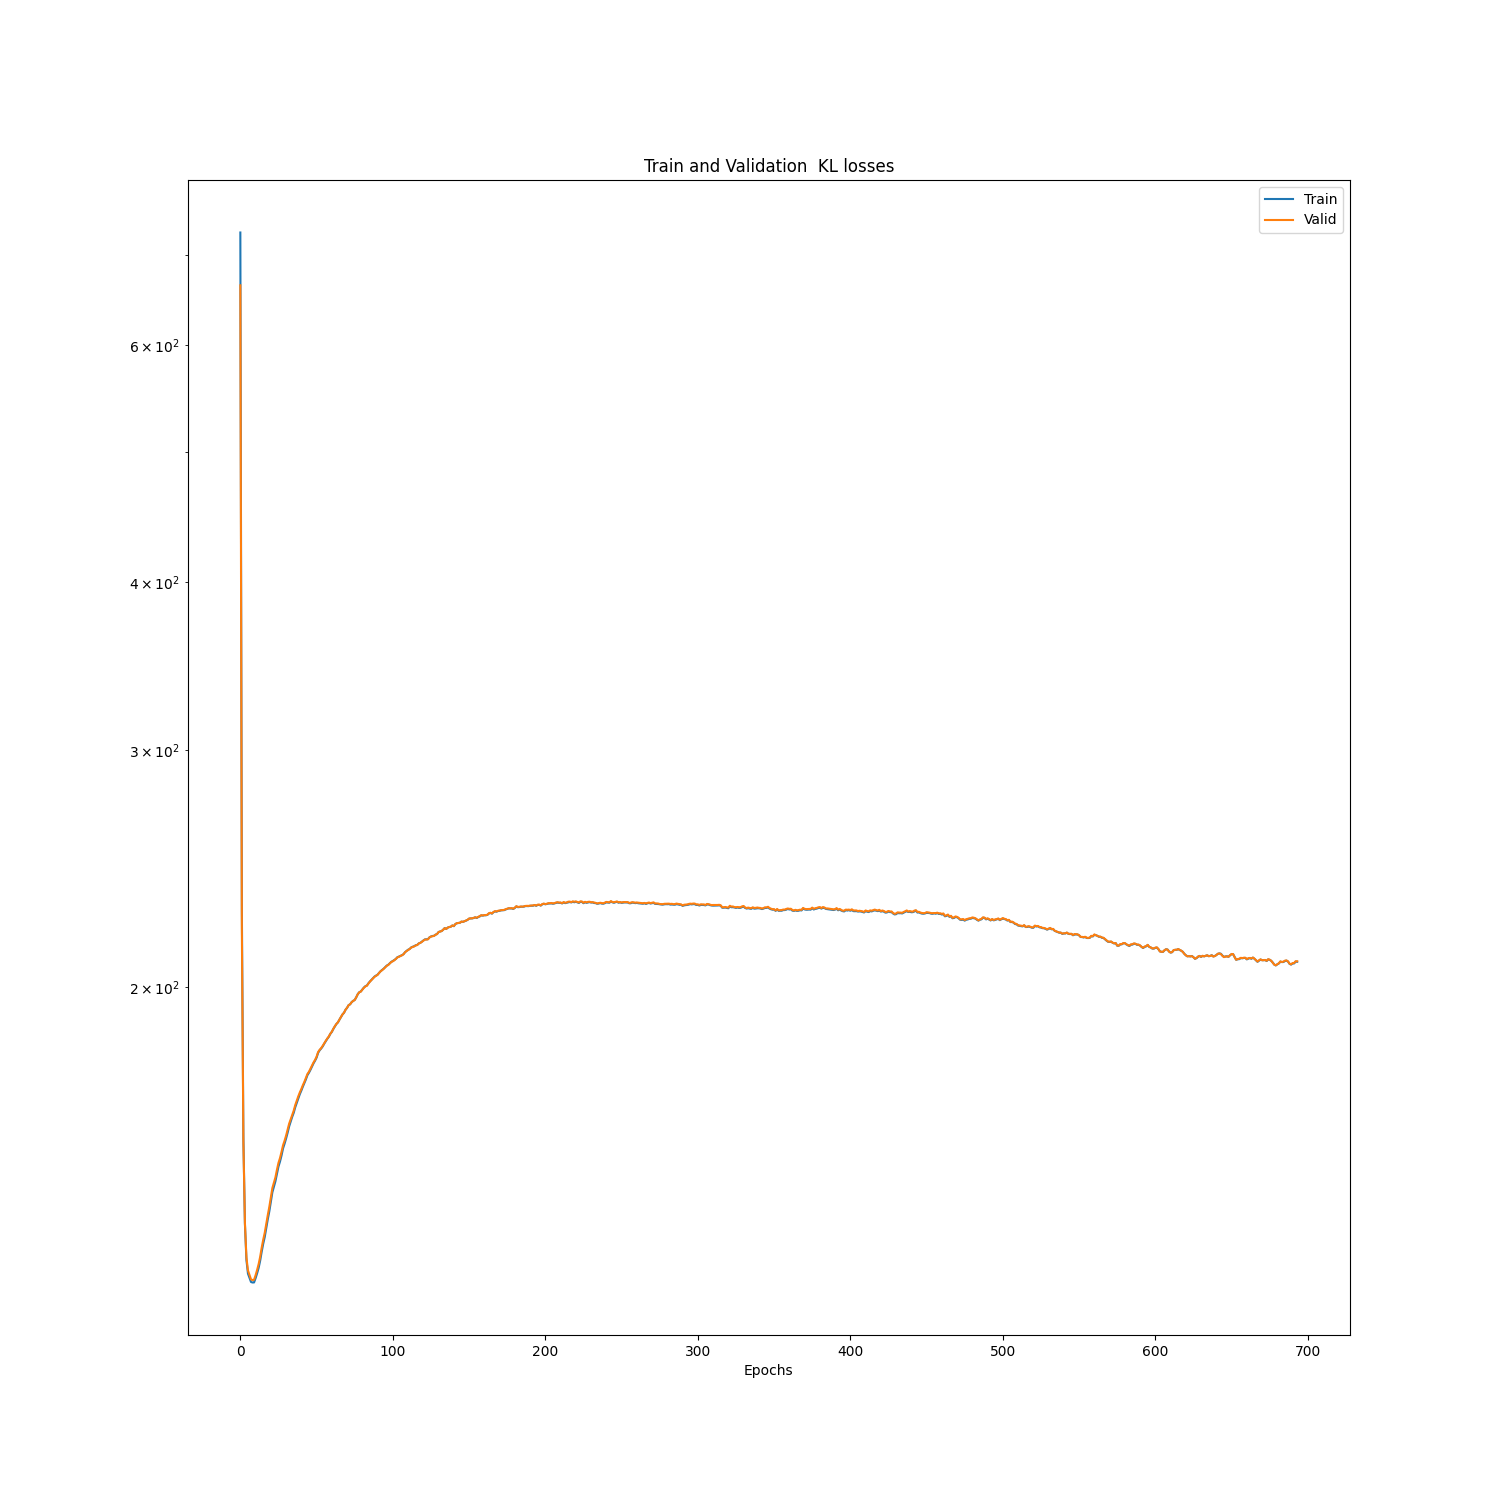 Train and Validation  KL losses
Train
Valid
6 × 10²
4 × 10²
3 × 10²
2 × 10²
0 100 200 300 400 500 600 700
Epochs